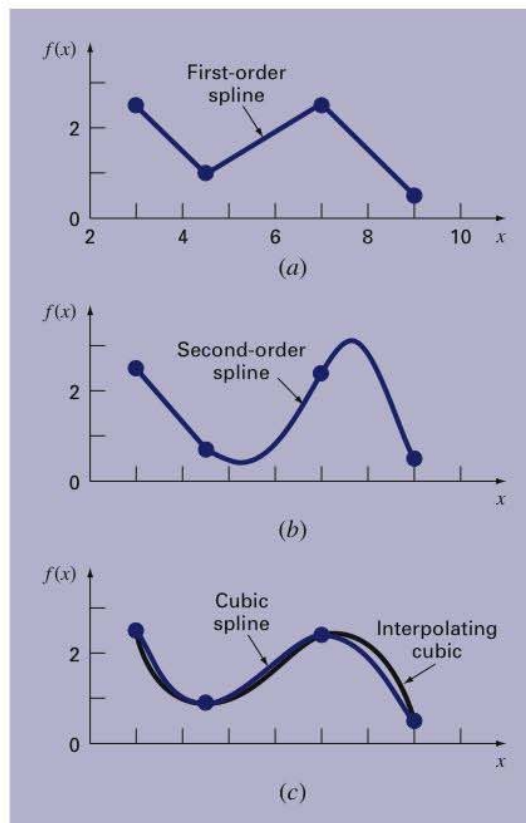 f(x)
First-order
spline
2
0
2 4 6 8 10 x
(a)
f(x)
Second-order
spline
2
0
x
(b)
f(x)
Cubic
spline
Interpolating
cubic
2
0
x
(c)